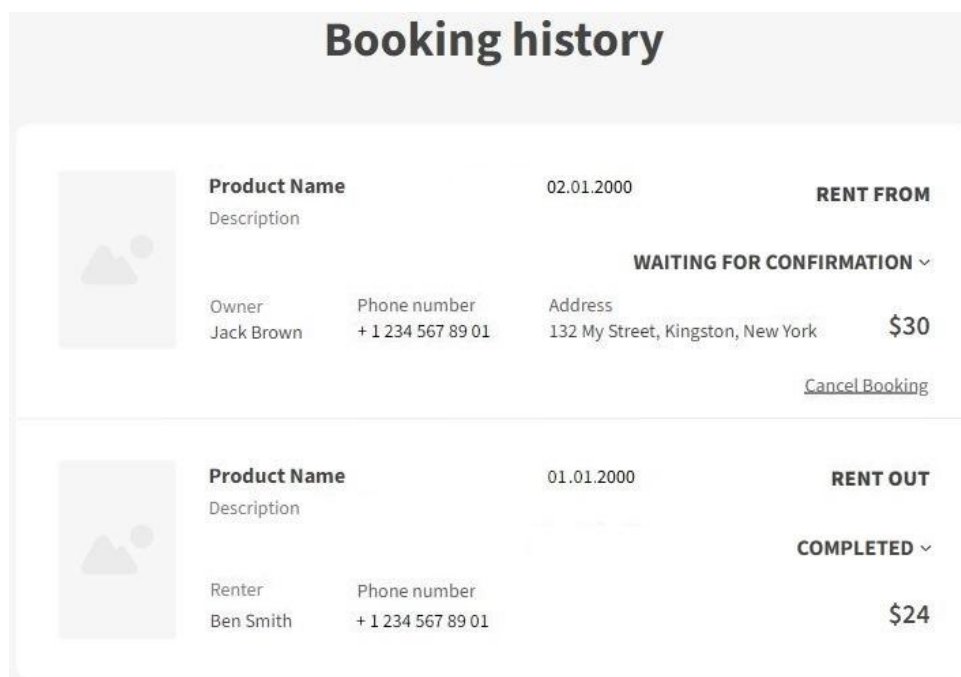 Booking history
Product Name 02.01.2000 RENT FROM
Description
WAITING FOR CONFIRMATION
Owner Phone number Address
Jack Brown + 1 234 567 89 01 132 My Street, Kingston, New York $30
Cancel Booking
Product Name 01.01.2000 RENT OUT
Description
COMPLETED
Renter Phone number
Ben Smith + 1 234 567 89 01 $24